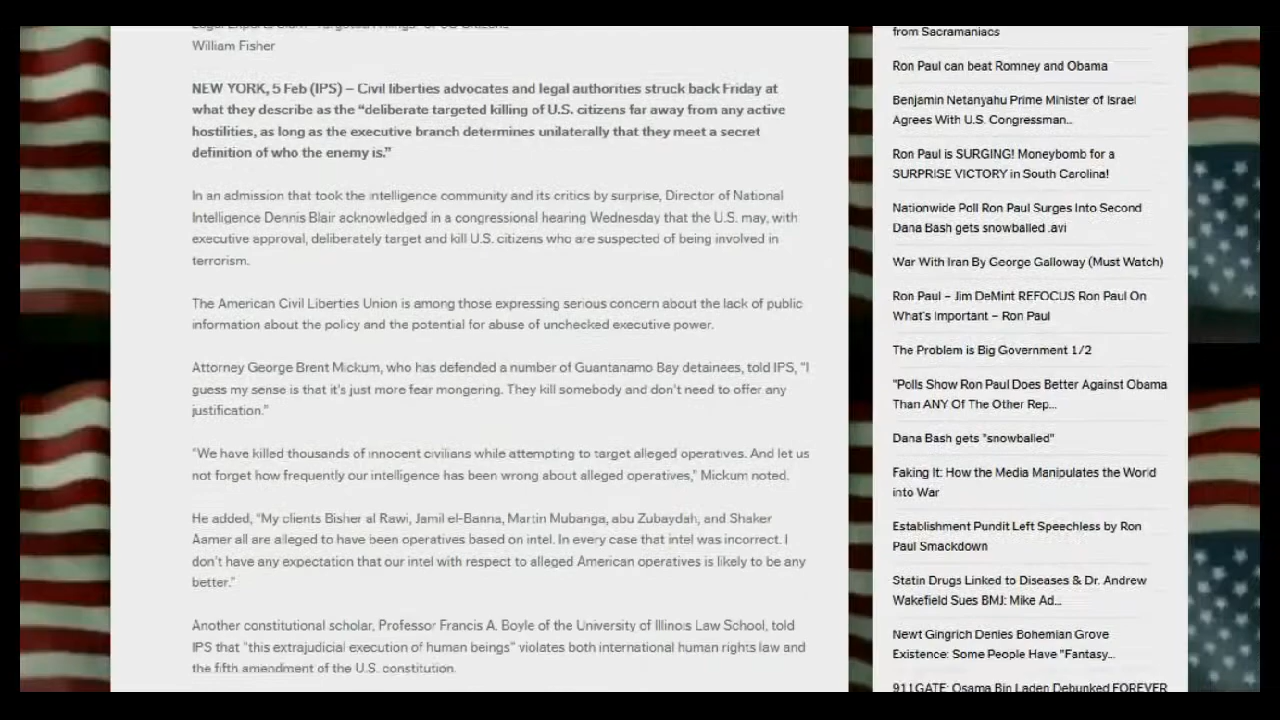 William Fisher
NEW YORK, 5 Feb (IPS) – Civil liberties advocates and legal authorities struck back Friday at
what they describe as the “deliberate targeted killing of U.S. citizens far away from any active
hostilities, as long as the executive branch determines unilaterally that they meet a secret
definition of who the enemy is.”
In an admission that took the intelligence community and its critics by surprise, Director of National
Intelligence Dennis Blair acknowledged in a congressional hearing Wednesday that the U.S. may, with
executive approval, deliberately target and kill U.S. citizens who are suspected of being involved in
terrorism.
The American Civil Liberties Union is among those expressing serious concern about the lack of public
information about the policy and the potential for abuse of unchecked executive power.
Attorney George Brent Mickum, who has defended a number of Guantanamo Bay detainees, told IPS, “I
guess my sense is that it’s just more fear mongering. They kill somebody and don’t need to offer any
justification.”
“We have killed thousands of innocent civilians while attempting to target alleged operatives. And let us
not forget how frequently our intelligence has been wrong about alleged operatives,” Mickum noted.
He added, “My clients Bisher al Rawi, Jamil el-Banna, Martin Mubanga, abu Zubaydah, and Shaker
Aamer all are alleged to have been operatives based on intel. In every case that intel was incorrect. I
don’t have any expectation that our intel with respect to alleged American operatives is likely to be any
better.”
Another constitutional scholar, Professor Francis A. Boyle of the University of Illinois Law School, told
IPS that “this extrajudicial execution of human beings” violates both international human rights law and
the fifth amendment of the U.S. constitution.
from Sacramaniacs
Ron Paul can beat Romney and Obama
Benjamin Netanyahu Prime Minister of Israel
Agrees With U.S. Congressman..
Ron Paul is SURGING! Moneybomb for a
SURPRISE VICTORY in South Carolina!
Nationwide Poll Ron Paul Surges Into Second
Dana Bash gets snowballed .avi
War With Iran By George Galloway (Must Watch)
Ron Paul – Jim DeMint REFOCUS Ron Paul On
What’s Important – Ron Paul
The Problem is Big Government 1/2
"Polls Show Ron Paul Does Better Against Obama
Than ANY Of The Other Rep...
Dana Bash gets "snowballed"
Faking It: How the Media Manipulates the World
into War
Establishment Pundit Left Speechless by Ron
Paul Smackdown
Statin Drugs Linked to Diseases & Dr. Andrew
Wakefield Sues BMJ: Mike Ad...
Newt Gingrich Denies Bohemian Grove
Existence: Some People Have "Fantasy...
911GATE: Osama Bin Laden Debunked FOREVER